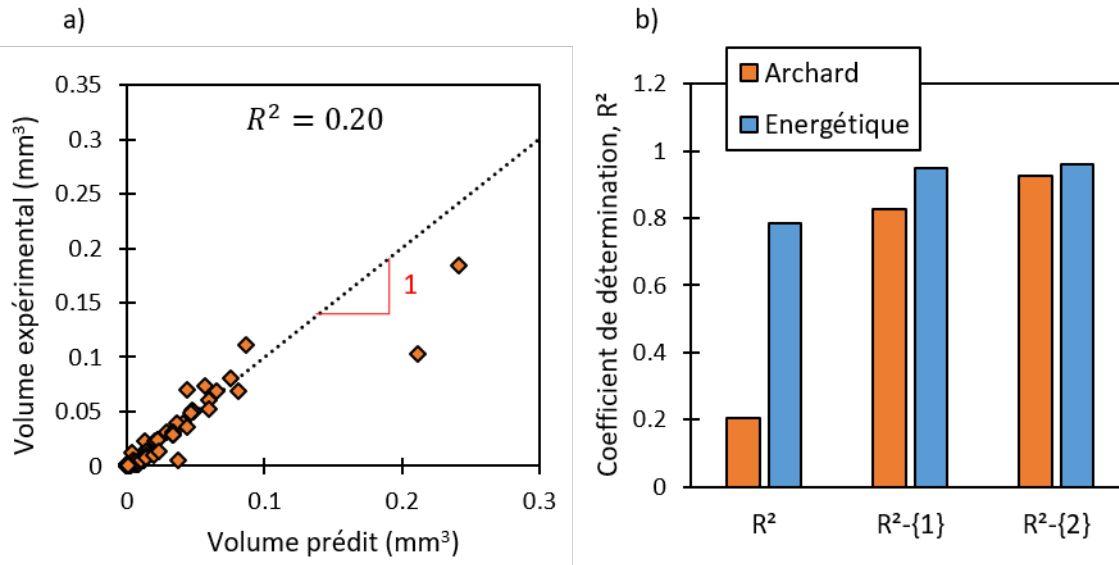 a)
R² = 0.20
Volume expérimental (mm³)
0.35
0.3
0.25
0.2
0.15
0.1
0.05
0
1
0
0.1
0.2
0.3
Volume prédit (mm³)
b)
Archard
Energétique
Coefficient de détermination, R²
1.2
1
0.8
0.6
0.4
0.2
0
R²
R²-{1}
R²-{2}